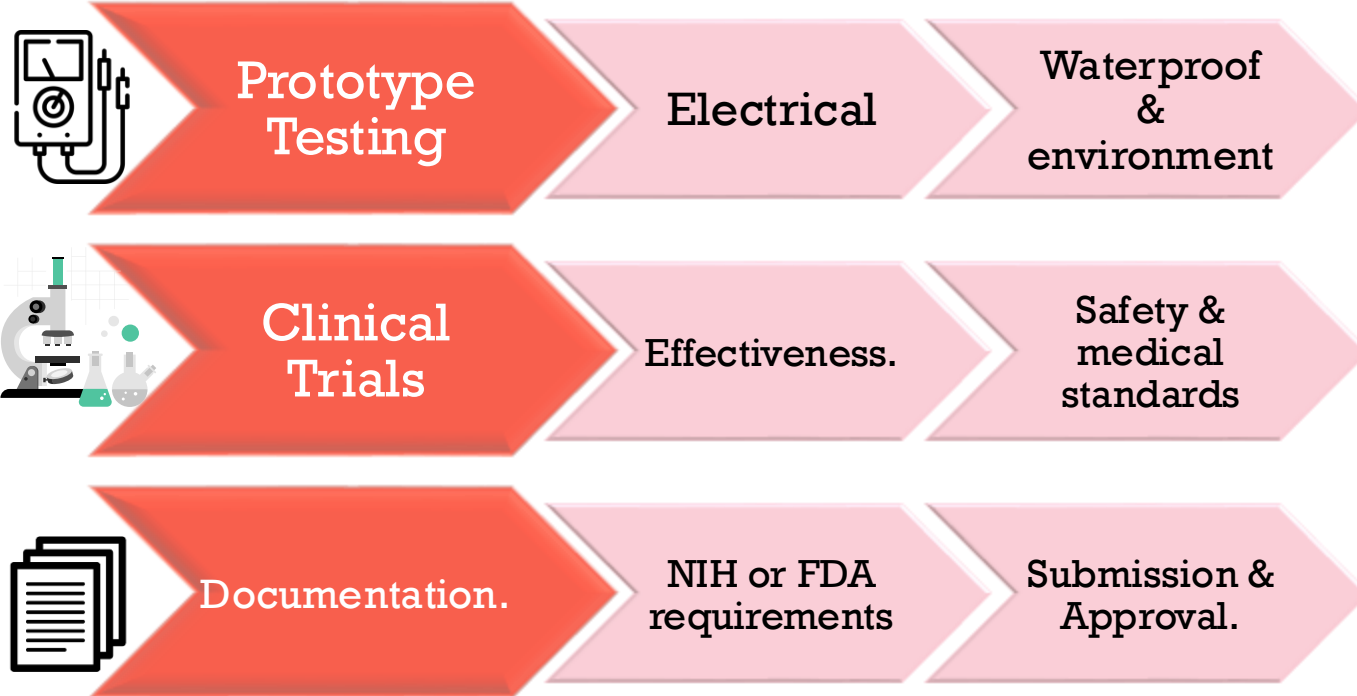 Prototype
Testing
Electrical
Waterproof
&
environment
Clinical
Trials
Effectiveness.
Safety &
medical
standards
Documentation.
NIH or FDA
requirements
Submission &
Approval.